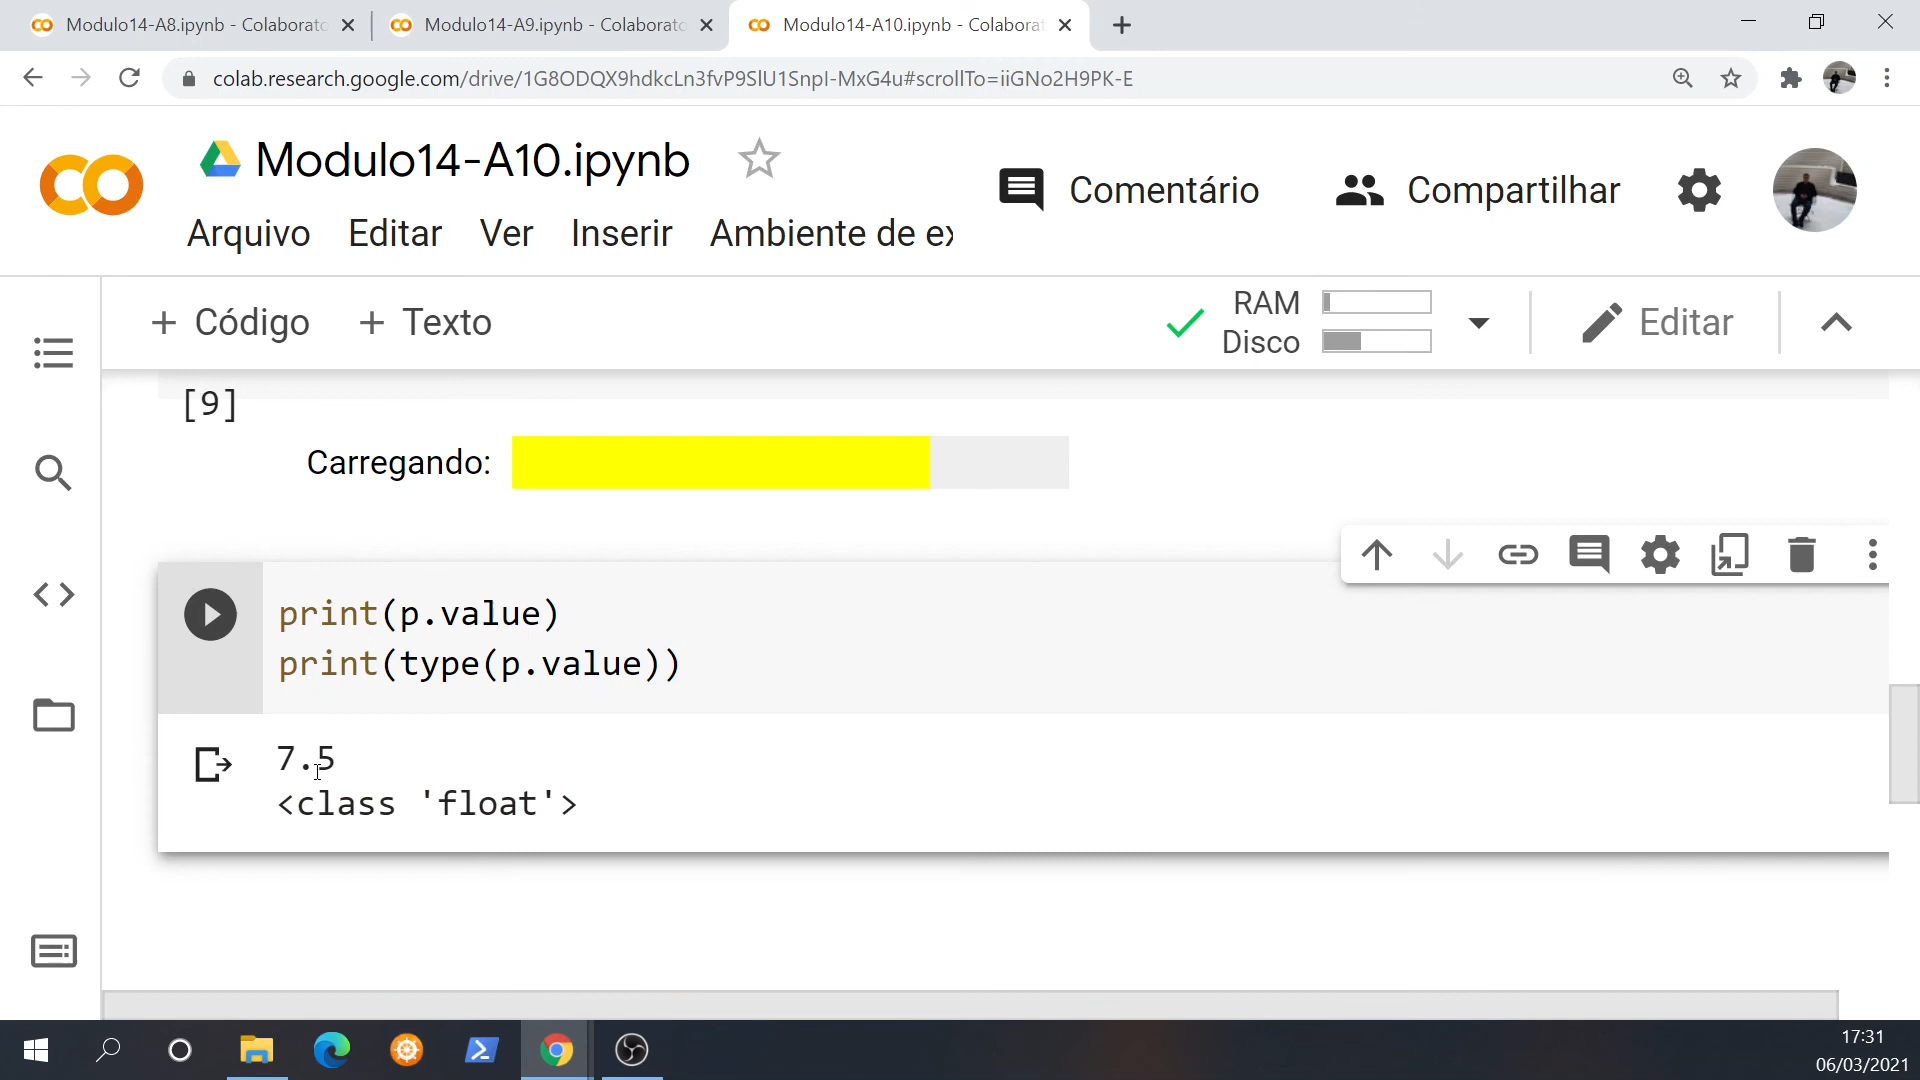 Modulo14-A8.ipynb - Colaborato
Modulo14-A9.ipynb - Colaborato
Modulo14-A10.ipynb - Colaborat
colab.research.google.com/drive/1G8ODQX9hdkcLn3fvP9SlU1SnpI-MxG4u#scrollTo=iiGNo2H9PK-E
Modulo14-A10.ipynb
Arquivo Editar Ver Inserir Ambiente de ex
Comentário
Compartilhar
+ Código + Texto
RAM
Disco
Editar
[9]
Carregando:
print(p.value)
print(type(p.value))
7.5
<class 'float'>
17:31
06/03/2021